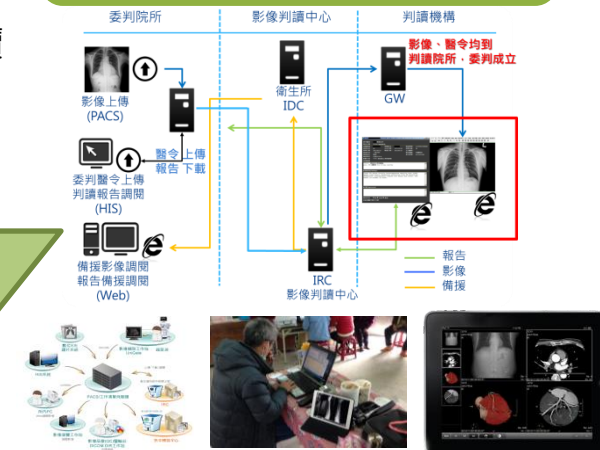 委判院所
影像判讀中心
判讀機構
影像、醫令均到
判讀院所，委判成立
影像上傳
(PACS)
衛生所
IDC
GW
醫令上傳
報告下載
委判醫令上傳
判讀報告調閱
(HIS)
備援影像調閱
報告備援調閱
(Web)
IRC
影像判讀中心
報告
影像
備援